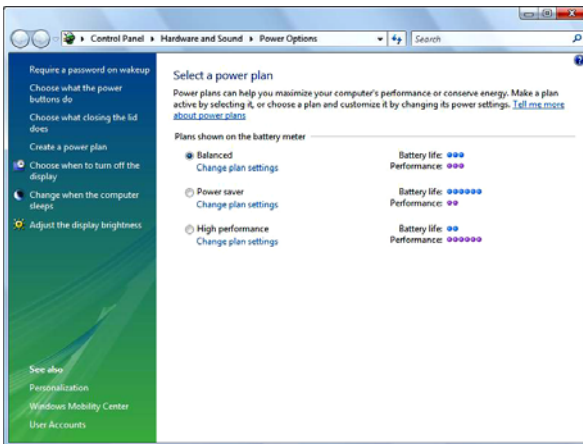 Control Panel ▸ Hardware and Sound ▸ Power Options
Search
Require a password on wakeup
Choose what the power
buttons do
Choose what closing the lid
does
Create a power plan
Choose when to turn off the
display
Change when the computer
sleeps
Adjust the display brightness
See also
Personalization
Windows Mobility Center
User Accounts
Select a power plan
Power plans can help you maximize your computer's performance or conserve energy. Make a plan
active by selecting it, or choose a plan and customize it by changing its power settings. Tell me more
about power plans
Plans shown on the battery meter
Balanced Battery life:
Change plan settings Performance:
Power saver Battery life:
Change plan settings Performance:
High performance Battery life:
Change plan settings Performance: